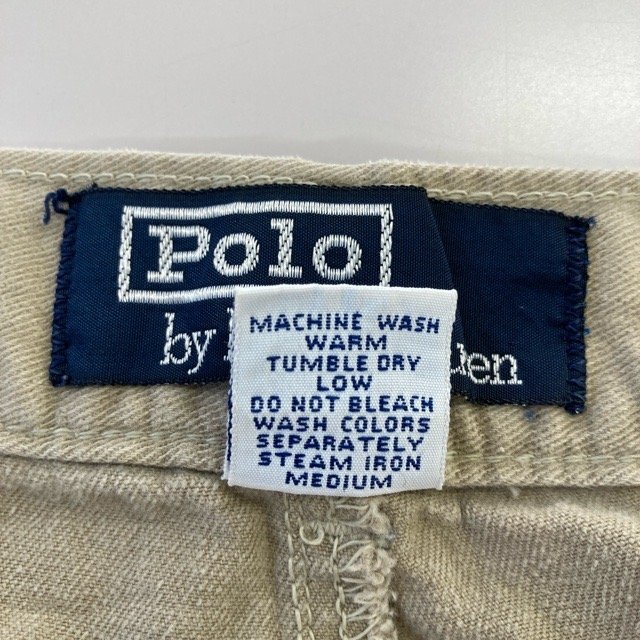 Polo
by
MACHINE WASH
WARM
TUMBLE DRY
LOW
DO NOT BLEACH
WASH COLORS
SEPARATELY
STEAM IRON
MEDIUM